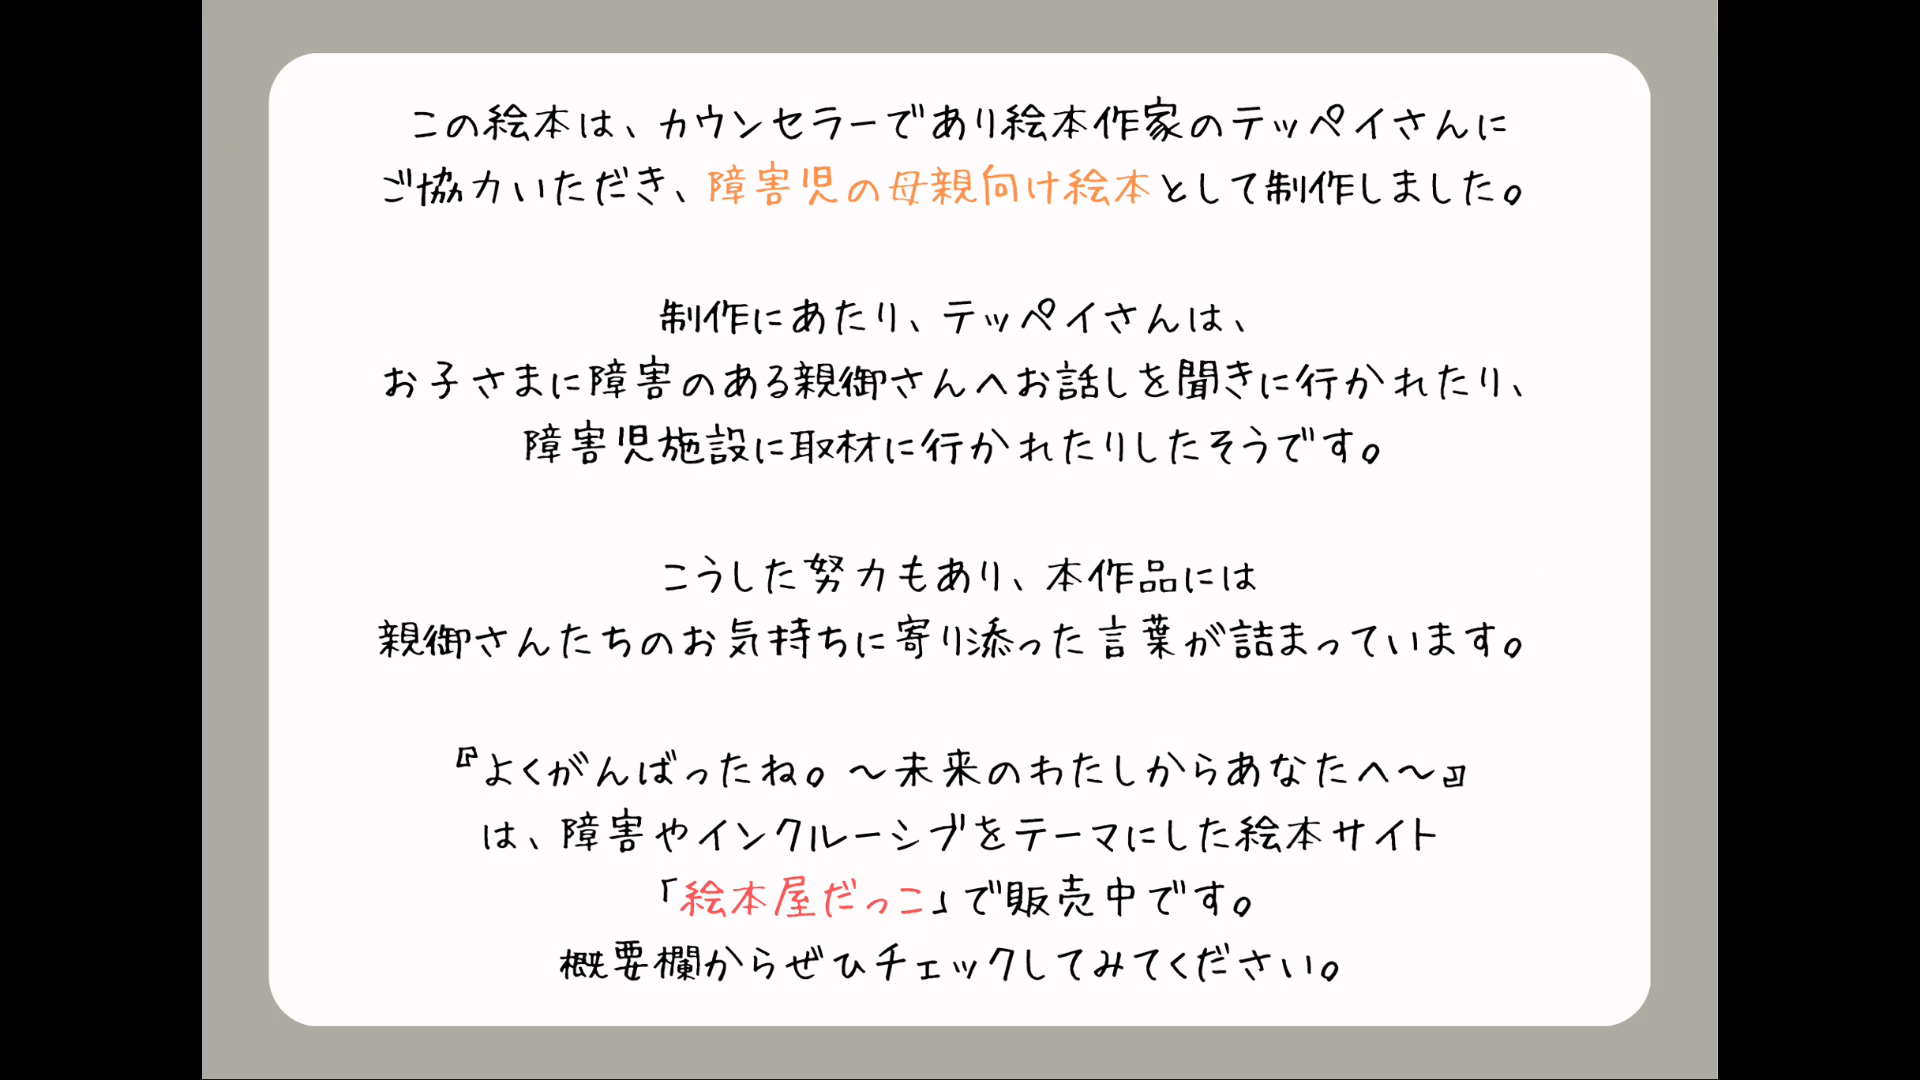 この絵本は、カウンセラーであり絵本作家のテッペイさんに
ご協力いただき、障害児の母親向け絵本として制作しました。
制作にあたり、テッペイさんは、
お子さまに障害のある親御さんへお話しを聞きに行かれたり、
障害児施設に取材に行かれたりしたそうです。
こうした努力もあり、本作品には
親御さんたちのお気持ちに寄り添った言葉が詰まっています。
『よくがんばったね。～未来のわたしからあなたへ～』
は、障害やインクルーシブをテーマにした絵本サイト
「絵本屋だっこ」で販売中です。
概要欄からぜひチェックしてみてください。